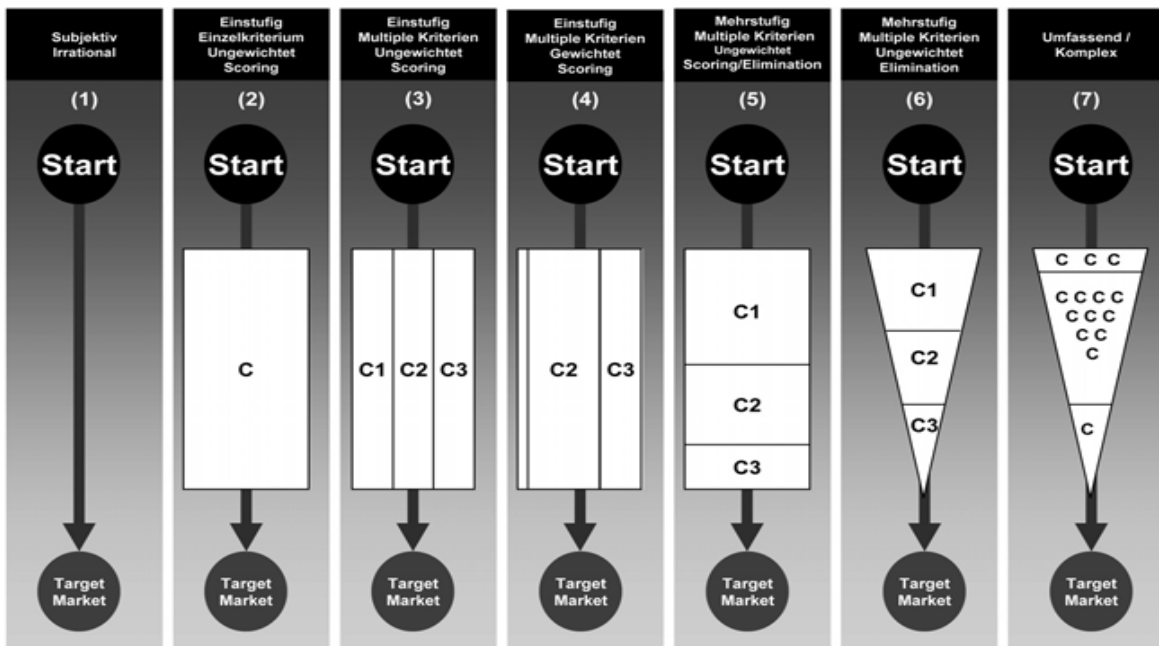 Subjektiv
Irrational
(1)
Start
Target
Market
Einstufig
Einzelkriterium
Ungewichtet
Scoring
(2)
Start
C
Target
Market
Einstufig
Multiple Kriterien
Ungewichtet
Scoring
(3)
Start
C1 C2 C3
Target
Market
Einstufig
Multiple Kriterien
Gewichtet
Scoring
(4)
Start
C2 C3
Target
Market
Mehrstufig
Multiple Kriterien
Ungewichtet
Scoring/Elimination
(5)
Start
C1
C2
C3
Target
Market
Mehrstufig
Multiple Kriterien
Ungewichtet
Elimination
(6)
Start
C1
C2
C3
Target
Market
Umfassend /
Komplex
(7)
Start
C C C
C C C C
C C C
C C
C
C
Target
Market